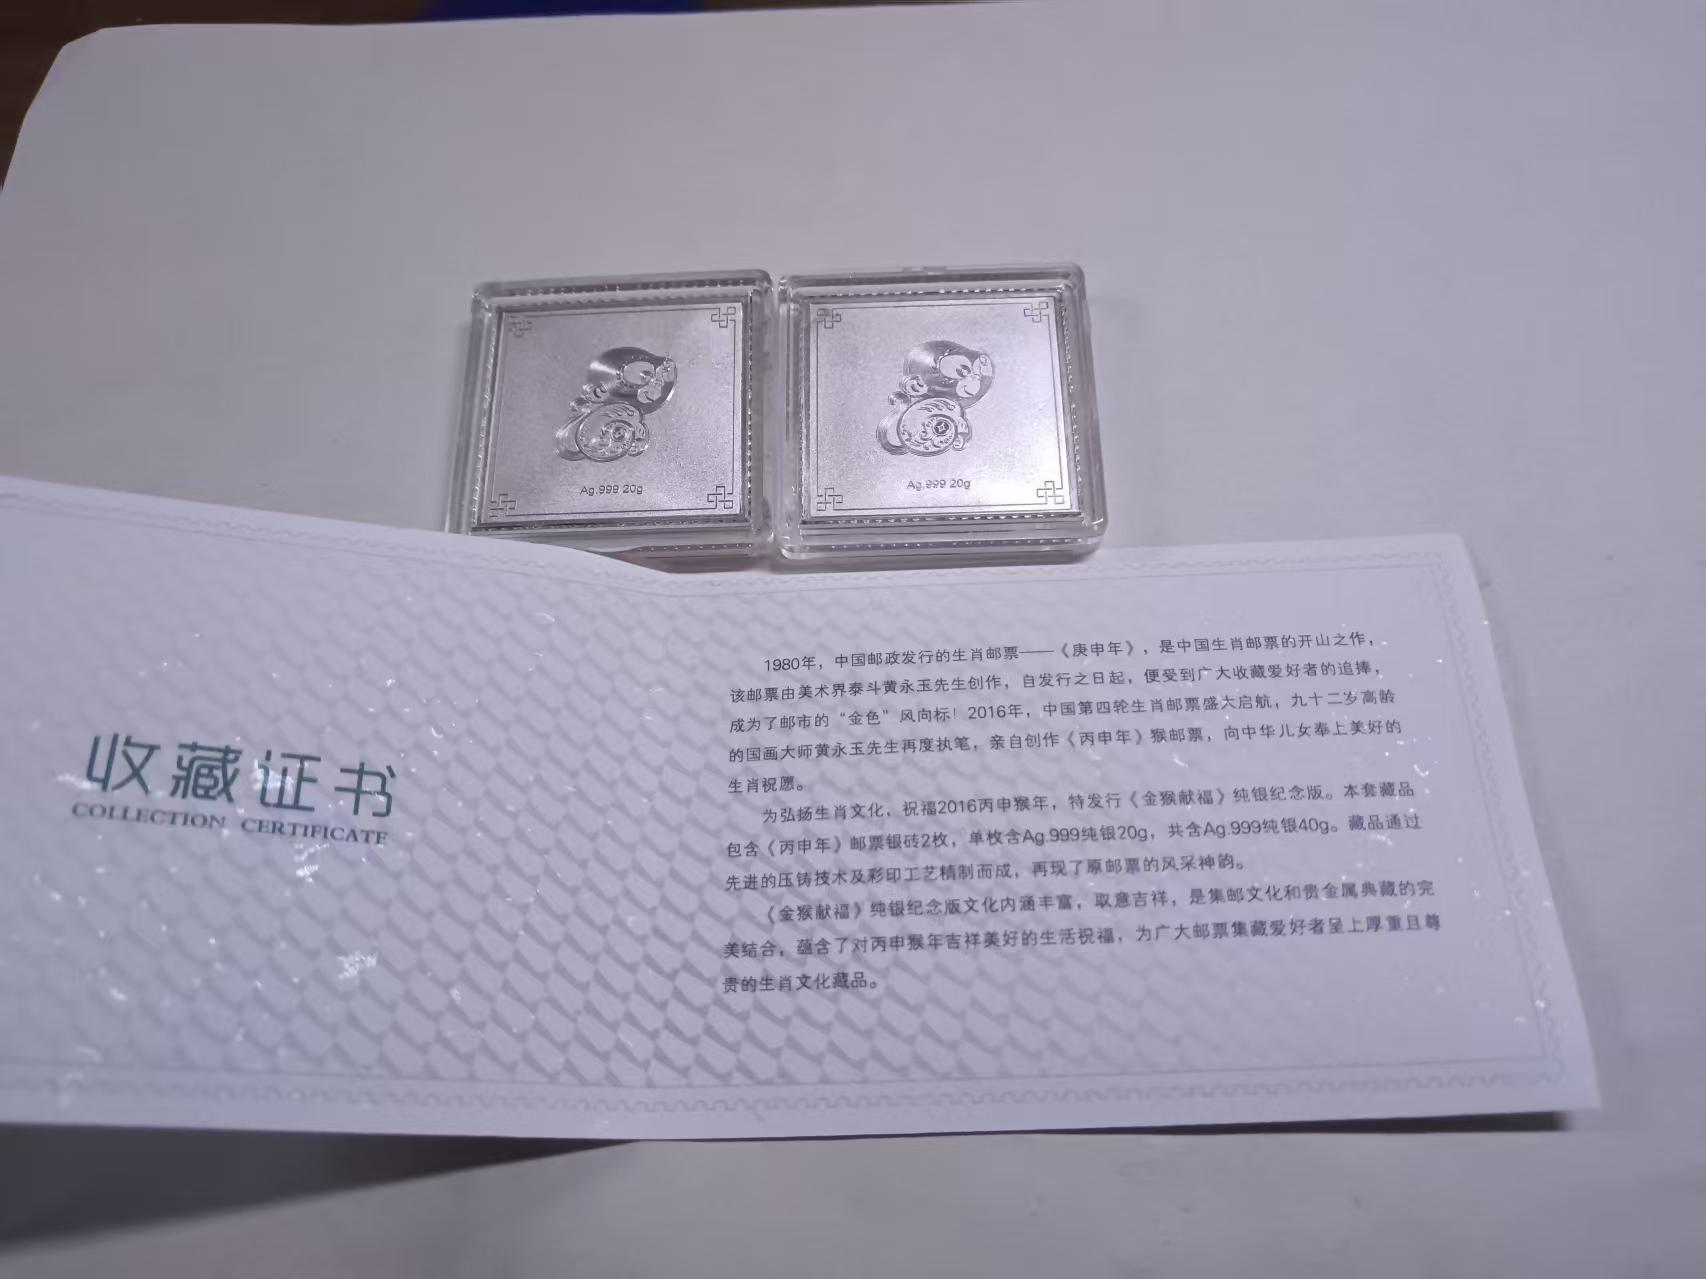 Ag.999 20g
Ag.999 20g
收藏证书
COLLECTION CERTIFICATE
1980年，中国邮政发行的生肖邮票——《庚申年》，是中国生肖邮票的开山之作，
该邮票由美术界泰斗黄永玉先生创作，自发行之日起，便受到广大收藏爱好者的追捧，
成为了邮市的“金色”风向标！2016年，中国第四轮生肖邮票盛大启航，九十二岁高龄
的国画大师黄永玉先生再度执笔，亲自创作《丙申年》猴邮票，向中华儿女奉上美好的
生肖祝愿。
为弘扬生肖文化，祝福2016丙申猴年，特发行《金猴献福》纯银纪念版。本套藏品
包含《丙申年》邮票银砖2枚，单枚含Ag.999纯银20g，共含Ag.999纯银40g。藏品通过
先进的压铸技术及彩印工艺精制而成，再现了原邮票的风采神韵。
《金猴献福》纯银纪念版文化内涵丰富，取意吉祥，是集邮文化和贵金属典藏的完
美结合，蕴含了对丙申猴年吉祥美好的生活祝福，为广大邮票集藏爱好者呈上厚重且尊
贵的生肖文化藏品。